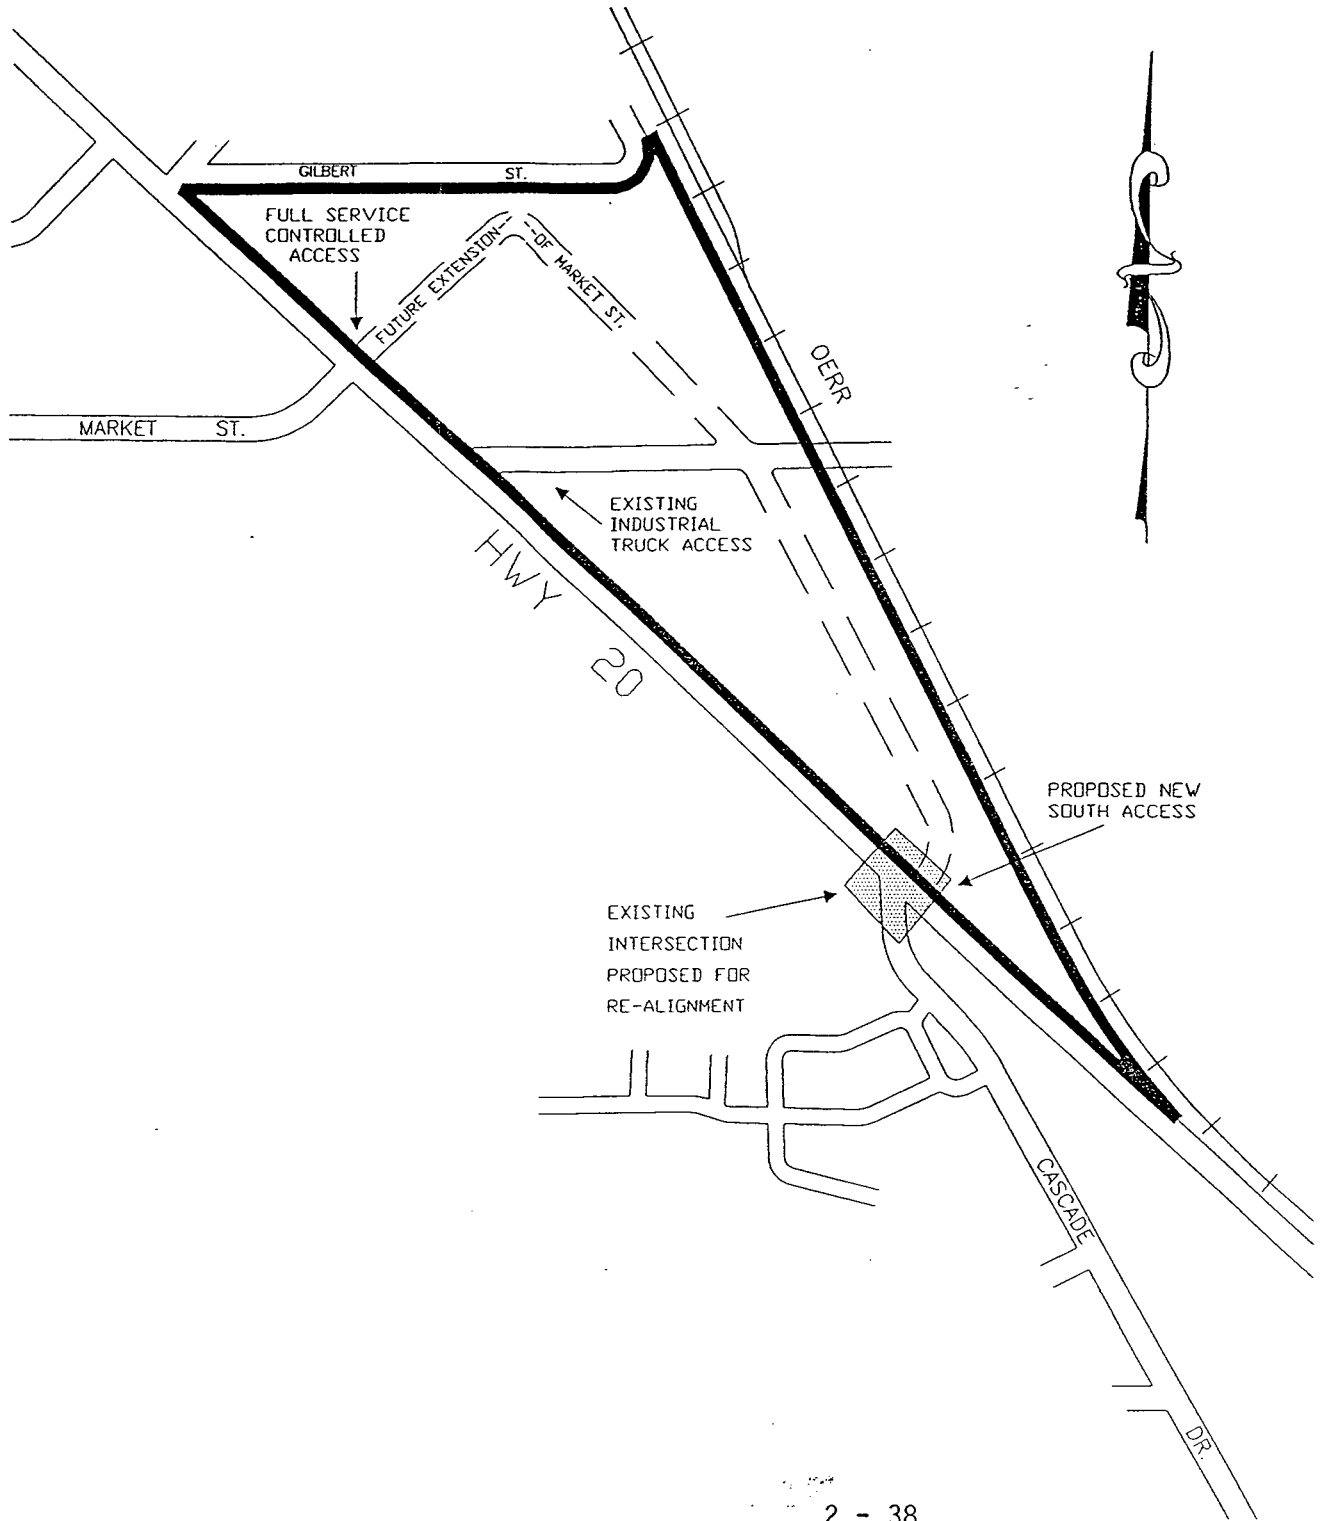 GILBERT ST.
FULL SERVICE
CONTROLLED
ACCESS
FUTURE EXTENSION
OF MARKET ST.
OERR
MARKET ST.
EXISTING
INDUSTRIAL
TRUCK ACCESS
HWY 20
PROPOSED NEW
SOUTH ACCESS
EXISTING
INTERSECTION
PROPOSED FOR
RE-ALIGNMENT
CASCADE DR.
2 - 38